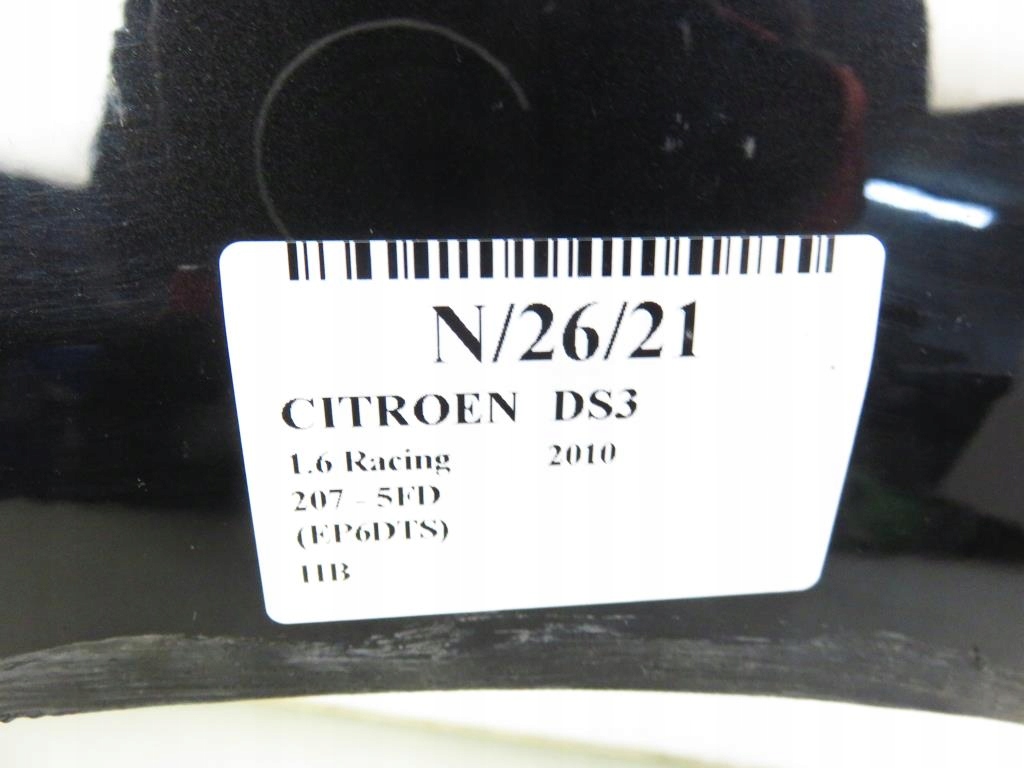 N/26/21
CITROEN DS3
1.6 Racing 2010
207 - 5FD
(EP6DTS)
HB